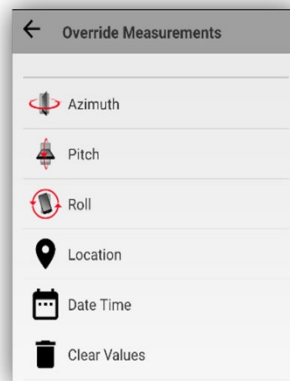 Override Measurements
Azimuth
Pitch
Roll
Location
Date Time
Clear Values